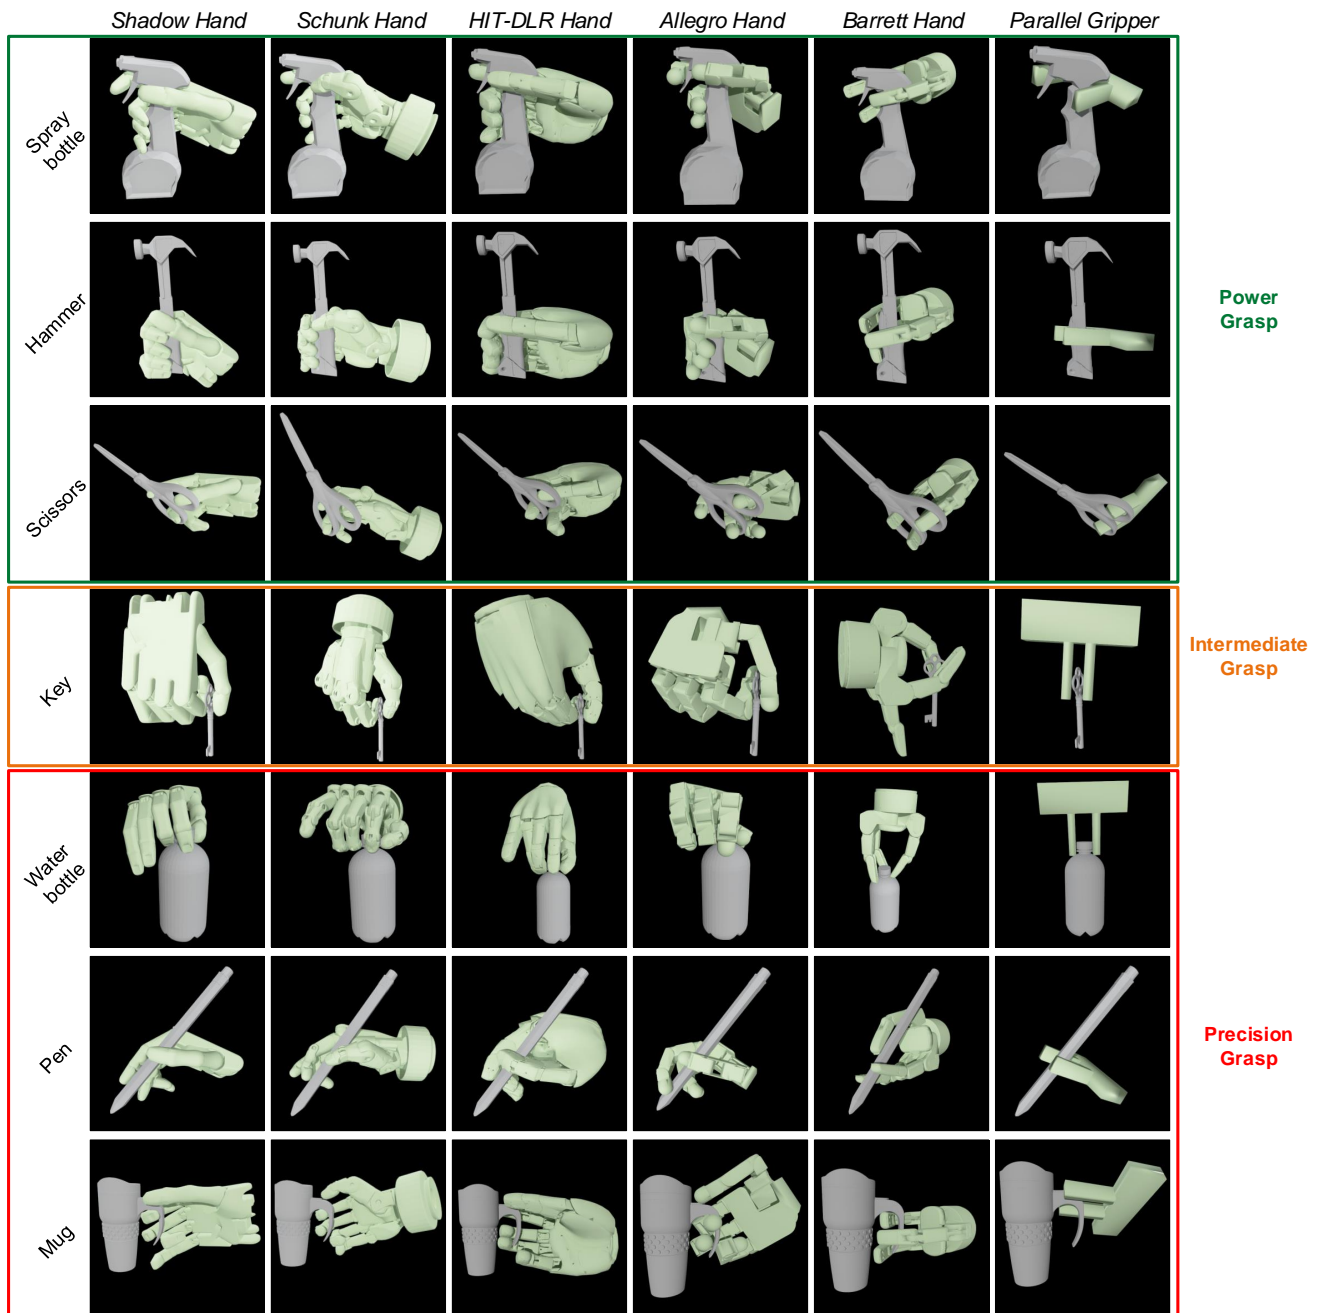 Shadow Hand Schunk Hand HIT-DLR Hand Allegro Hand Barrett Hand Parallel Gripper
Spray
bottle
Hammer
Scissors
Power
Grasp
Key
Intermediate
Grasp
Water
bottle
Pen
Mug
Precision
Grasp